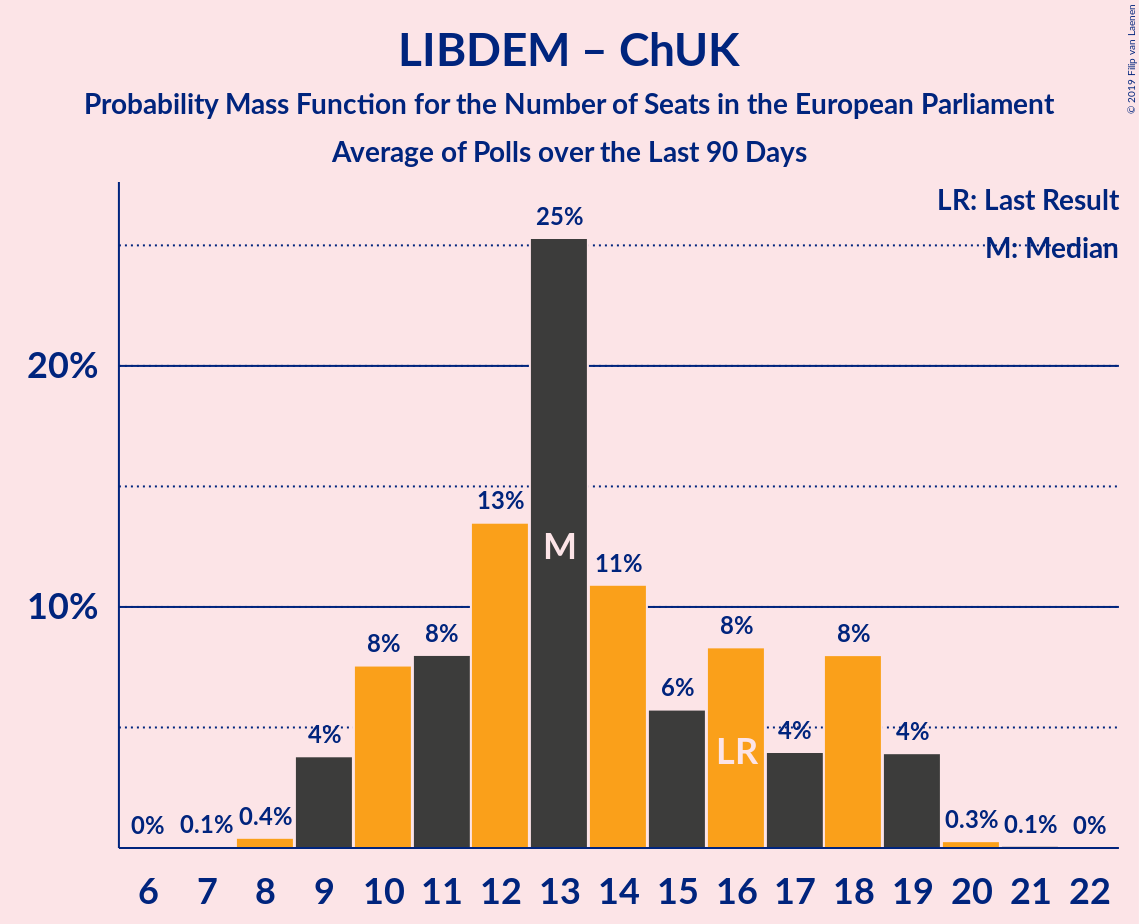 LIBDEM – ChUK
Probability Mass Function for the Number of Seats in the European Parliament
Average of Polls over the Last 90 Days
© 2019 Filip van Laenen
LR: Last Result
M: Median
20%
10%
0%
0.1%
0.4%
4%
8%
8%
13%
25%
11%
6%
8%
4%
8%
4%
0.3%
0.1%
0%
M
LR
6 7 8 9 10 11 12 13 14 15 16 17 18 19 20 21 22